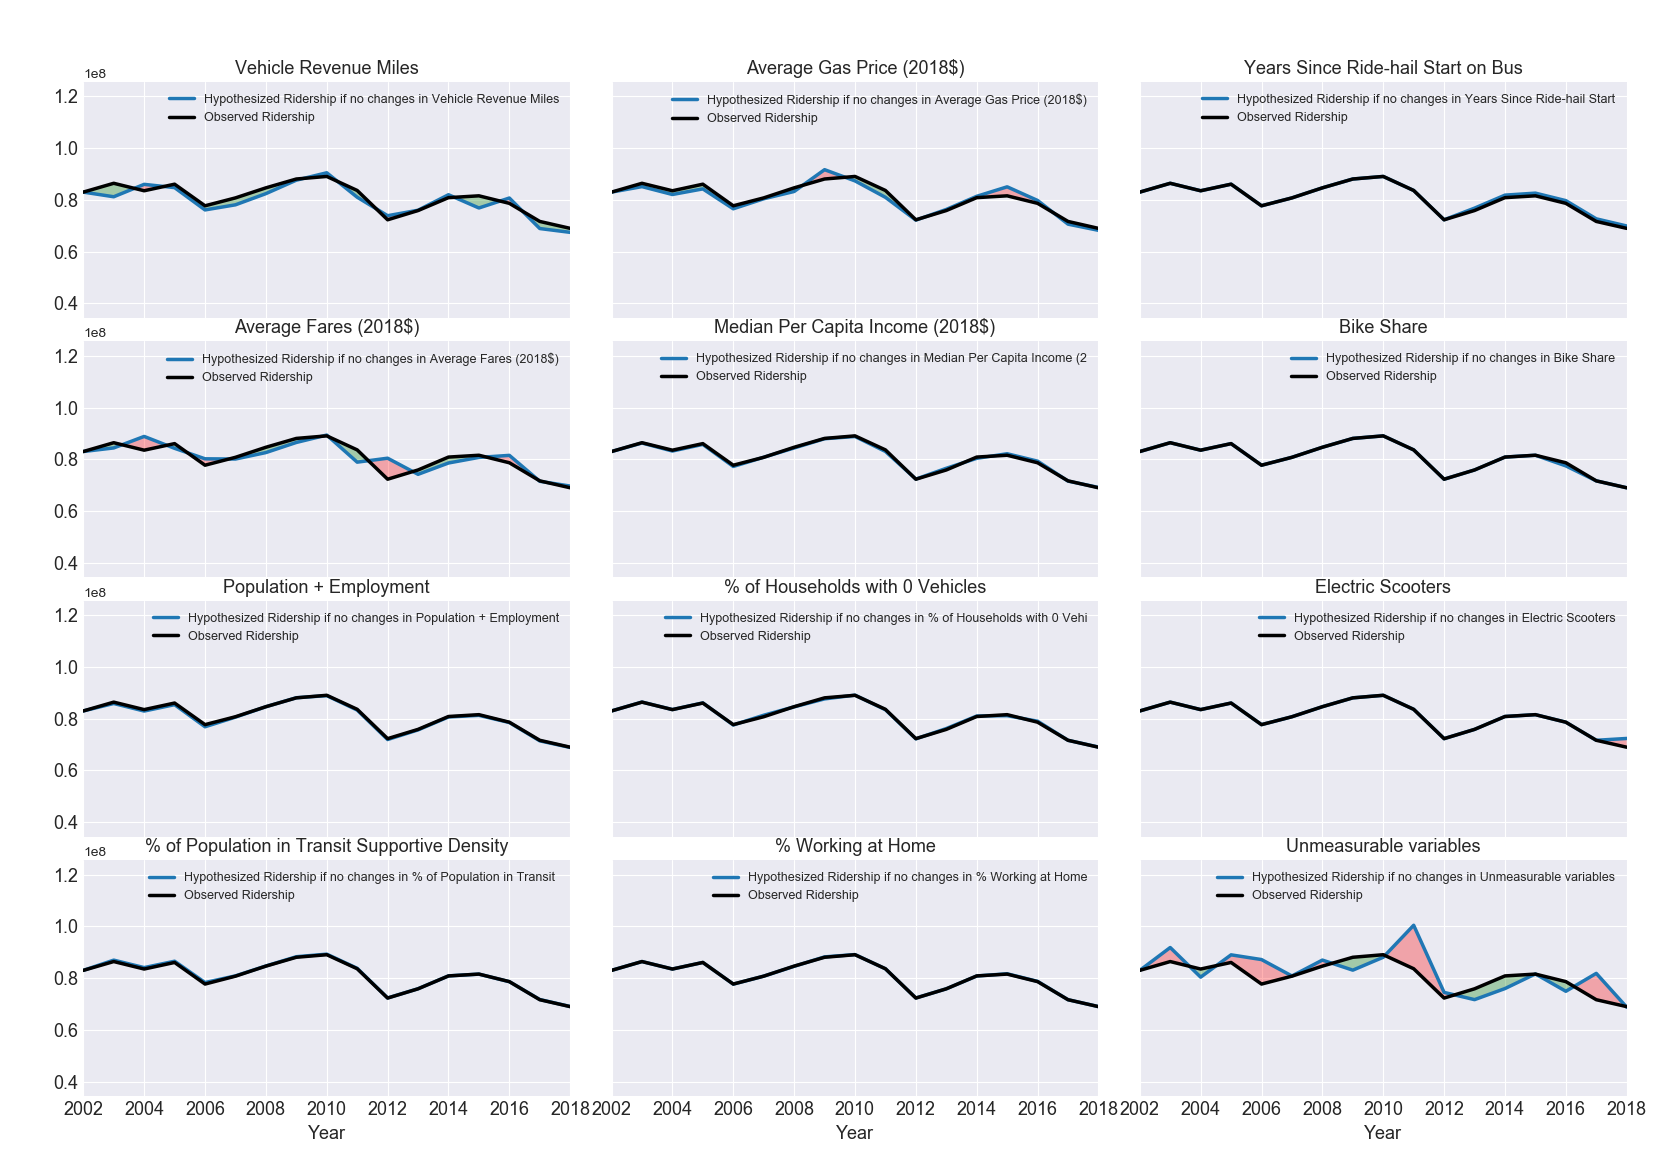 Vehicle Revenue Miles
1e8
Hypothesized Ridership if no changes in Vehicle Revenue Miles
Observed Ridership
1.2
1.0
0.8
0.6
0.4
Average Gas Price (2018$)
Hypothesized Ridership if no changes in Average Gas Price (2018$)
Observed Ridership
Years Since Ride-hail Start on Bus
Hypothesized Ridership if no changes in Years Since Ride-hail Start
Observed Ridership
Average Fares (2018$)
1e8
Hypothesized Ridership if no changes in Average Fares (2018$)
Observed Ridership
1.2
1.0
0.8
0.6
0.4
Median Per Capita Income (2018$)
Hypothesized Ridership if no changes in Median Per Capita Income (2
Observed Ridership
Bike Share
Hypothesized Ridership if no changes in Bike Share
Observed Ridership
Population + Employment
1e8
Hypothesized Ridership if no changes in Population + Employment
Observed Ridership
1.2
1.0
0.8
0.6
0.4
% of Households with 0 Vehicles
Hypothesized Ridership if no changes in % of Households with 0 Vehi
Observed Ridership
Electric Scooters
Hypothesized Ridership if no changes in Electric Scooters
Observed Ridership
% of Population in Transit Supportive Density
1e8
Hypothesized Ridership if no changes in % of Population in Transit
Observed Ridership
1.2
1.0
0.8
0.6
0.4
2002 2004 2006 2008 2010 2012 2014 2016 2018
Year
% Working at Home
Hypothesized Ridership if no changes in % Working at Home
Observed Ridership
2002 2004 2006 2008 2010 2012 2014 2016 2018
Year
Unmeasurable variables
Hypothesized Ridership if no changes in Unmeasurable variables
Observed Ridership
2002 2004 2006 2008 2010 2012 2014 2016 2018
Year